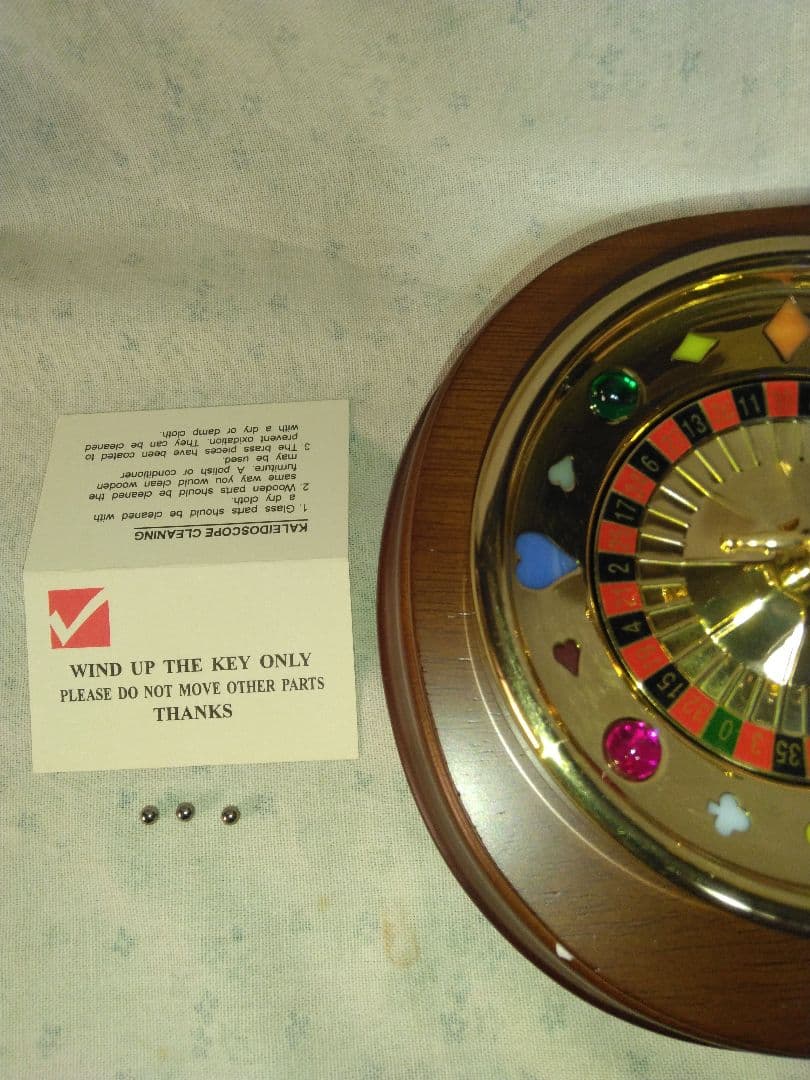 KALEIDOSCOPE CLEANING
1. Glass parts should be cleaned with
a dry cloth.
2. Wooden parts should be cleaned the
same way you would clean wooden
furniture. A polish or conditioner
may be used.
3 The brass pieces have been coated to
prevent oxidation. They can be cleaned
with a dry or damp cloth.
WIND UP THE KEY ONLY
PLEASE DO NOT MOVE OTHER PARTS
THANKS
11
13
6
17
2
4
15
32
0
3
35